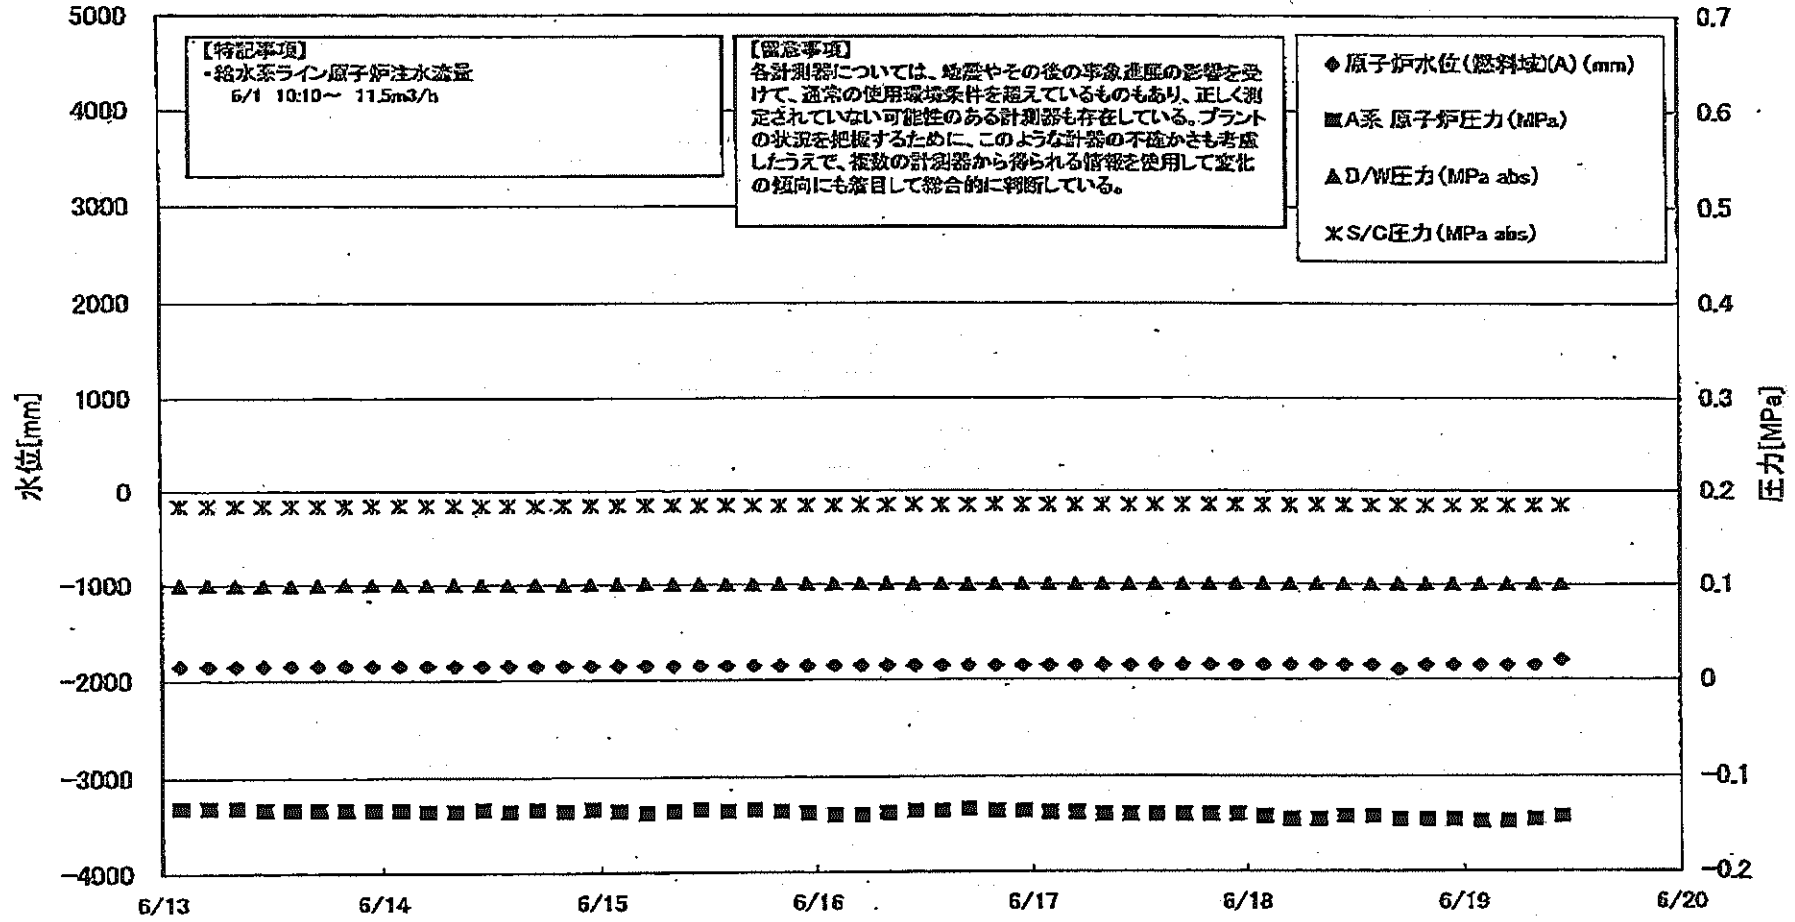 5000
4000
3000
2000
1000
0
-1000
-2000
-3000
-4000
水位[mm]
【特記事項】
・給水系ライン原子炉注水流量
6/1 10:10～ 11.5m3/h
【留意事項】
各計測器については、地震やその後の事象進展の影響を受
けて、通常の使用環境条件を超えているものもあり、正しく測
定されていない可能性のある計測器も存在している。プラント
の状況を把握するために、このような計器の不確かさも考慮
したうえで、複数の計測器から得られる情報を使用して変化
の傾向にも着目して総合的に判断している。
◆原子炉水位(燃料域)(A)(mm)
■A系 原子炉圧力(MPa)
▲D/W圧力(MPa abs)
S/C圧力(MPa abs)
0.7
0.6
0.5
0.4
0.3
0.2
0.1
0
-0.1
-0.2
圧力[MPa]
6/13
6/14
6/15
6/16
6/17
6/18
6/19
6/20